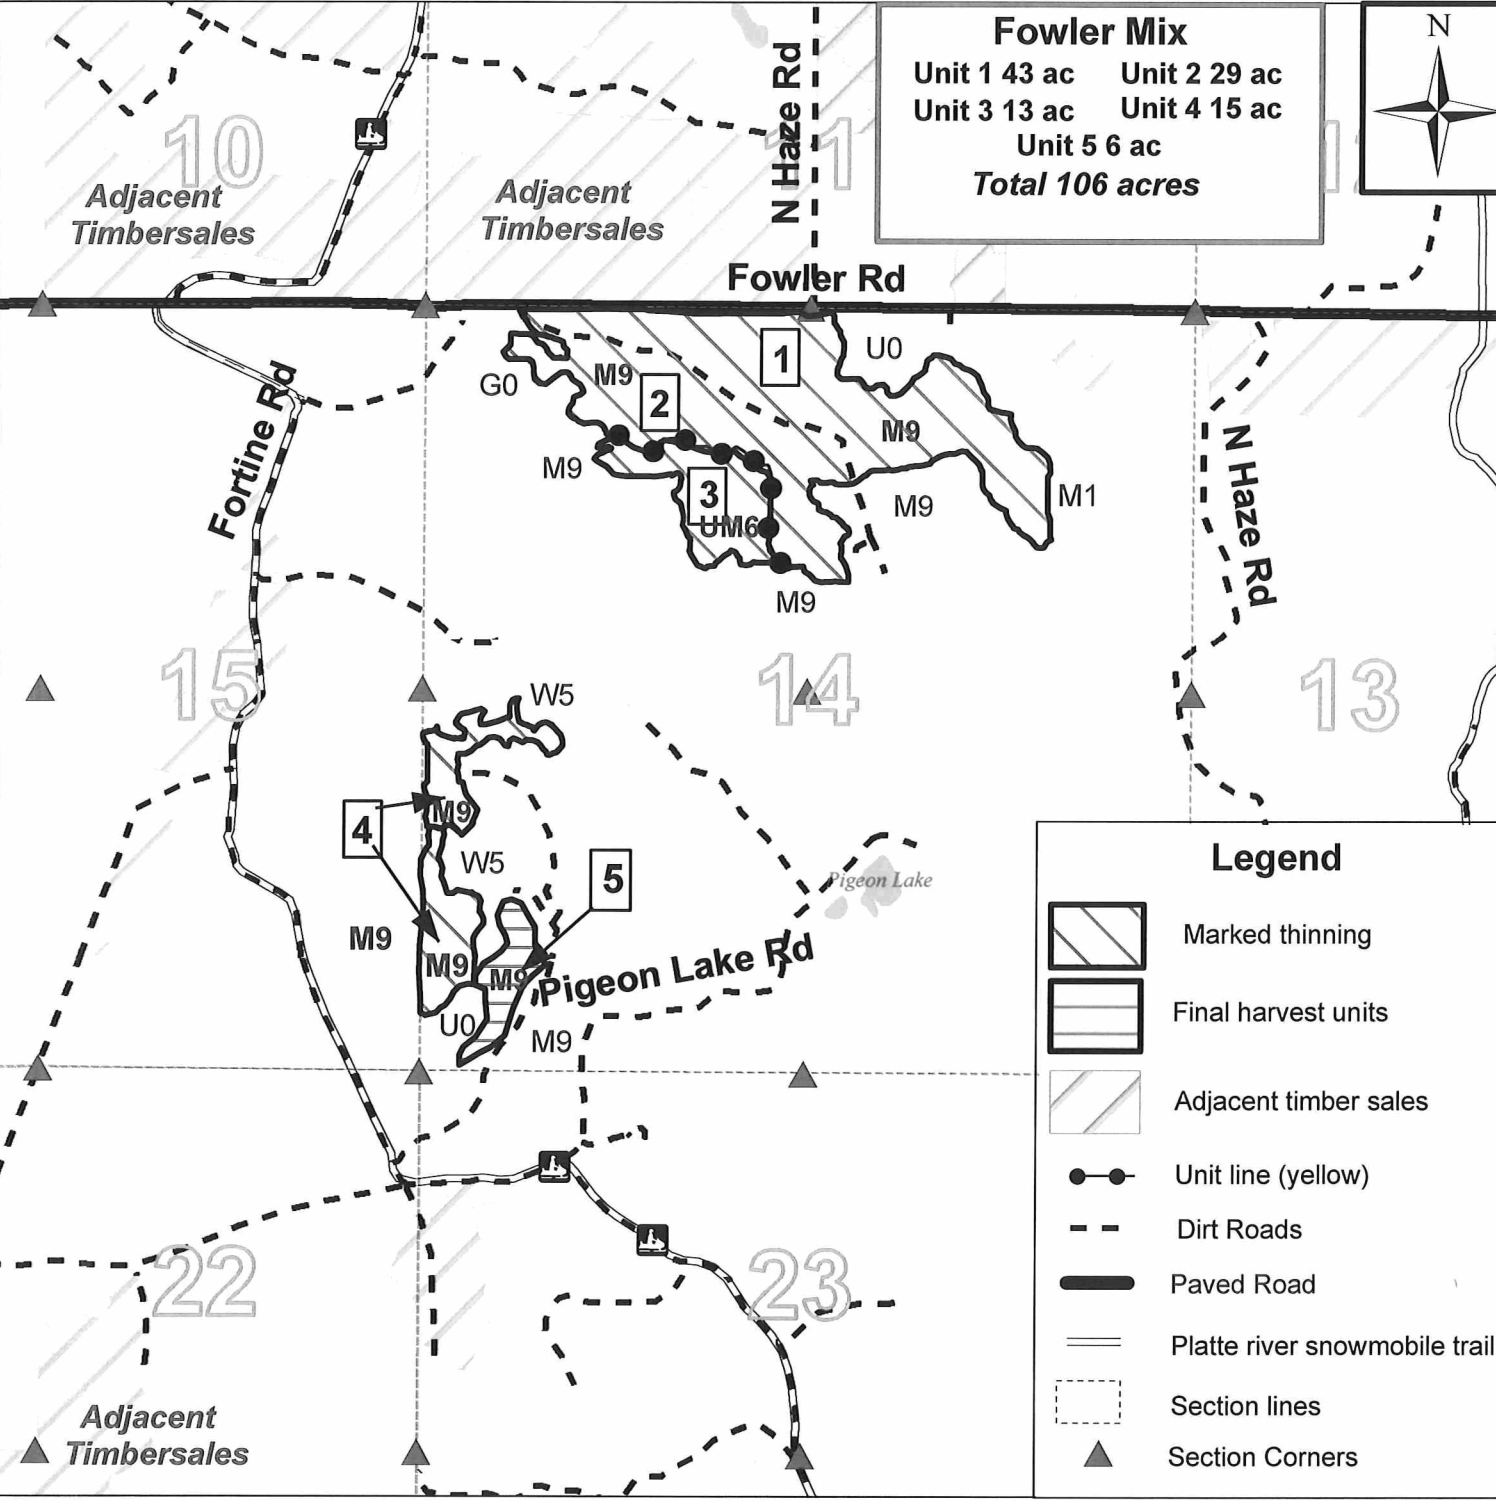 Fowler Mix
Unit 1 43 ac Unit 2 29 ac
Unit 3 13 ac Unit 4 15 ac
Unit 5 6 ac
Total 106 acres
N
N Haze Rd
10
Adjacent
Timbersales
Adjacent
Timbersales
Fowler Rd
1
U0
M9
G0
2
M9
M9
3
UM6
M9
M1
M9
Fortine Rd
N Haze Rd
15
14
13
W5
M9
4
W5
5
Pigeon Lake
M9
M9
M9
Pigeon Lake Rd
U0
M9
22
23
Adjacent
Timbersales
Legend
Marked thinning
Final harvest units
Adjacent timber sales
Unit line (yellow)
Dirt Roads
Paved Road
Platte river snowmobile trail
Section lines
Section Corners